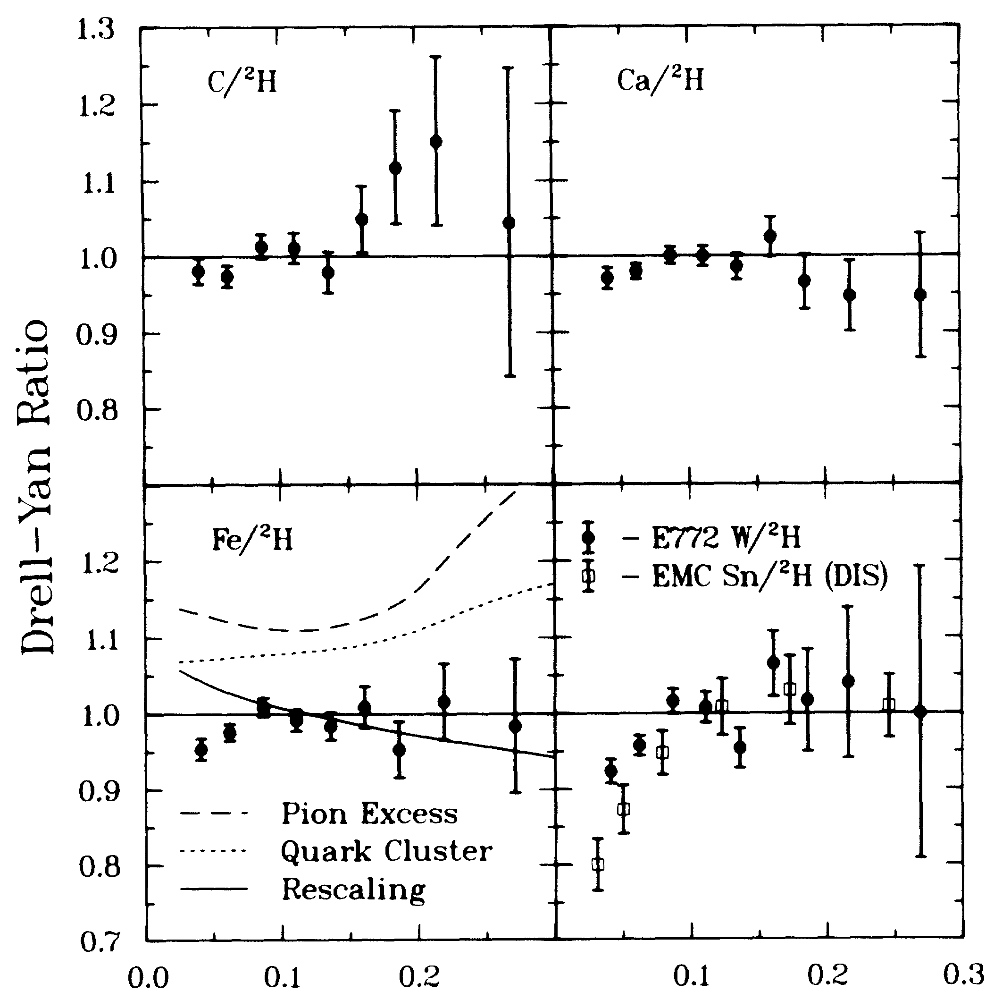 Drell-Yan Ratio
1.3
1.2
1.1
1.0
0.9
0.8
C/²H
Ca/²H
1.2
1.1
1.0
0.9
0.8
0.7
Fe/²H
Pion Excess
Quark Cluster
Rescaling
– E772 W/²H
– EMC Sn/²H (DIS)
0.0 0.1 0.2 0.1 0.2 0.3